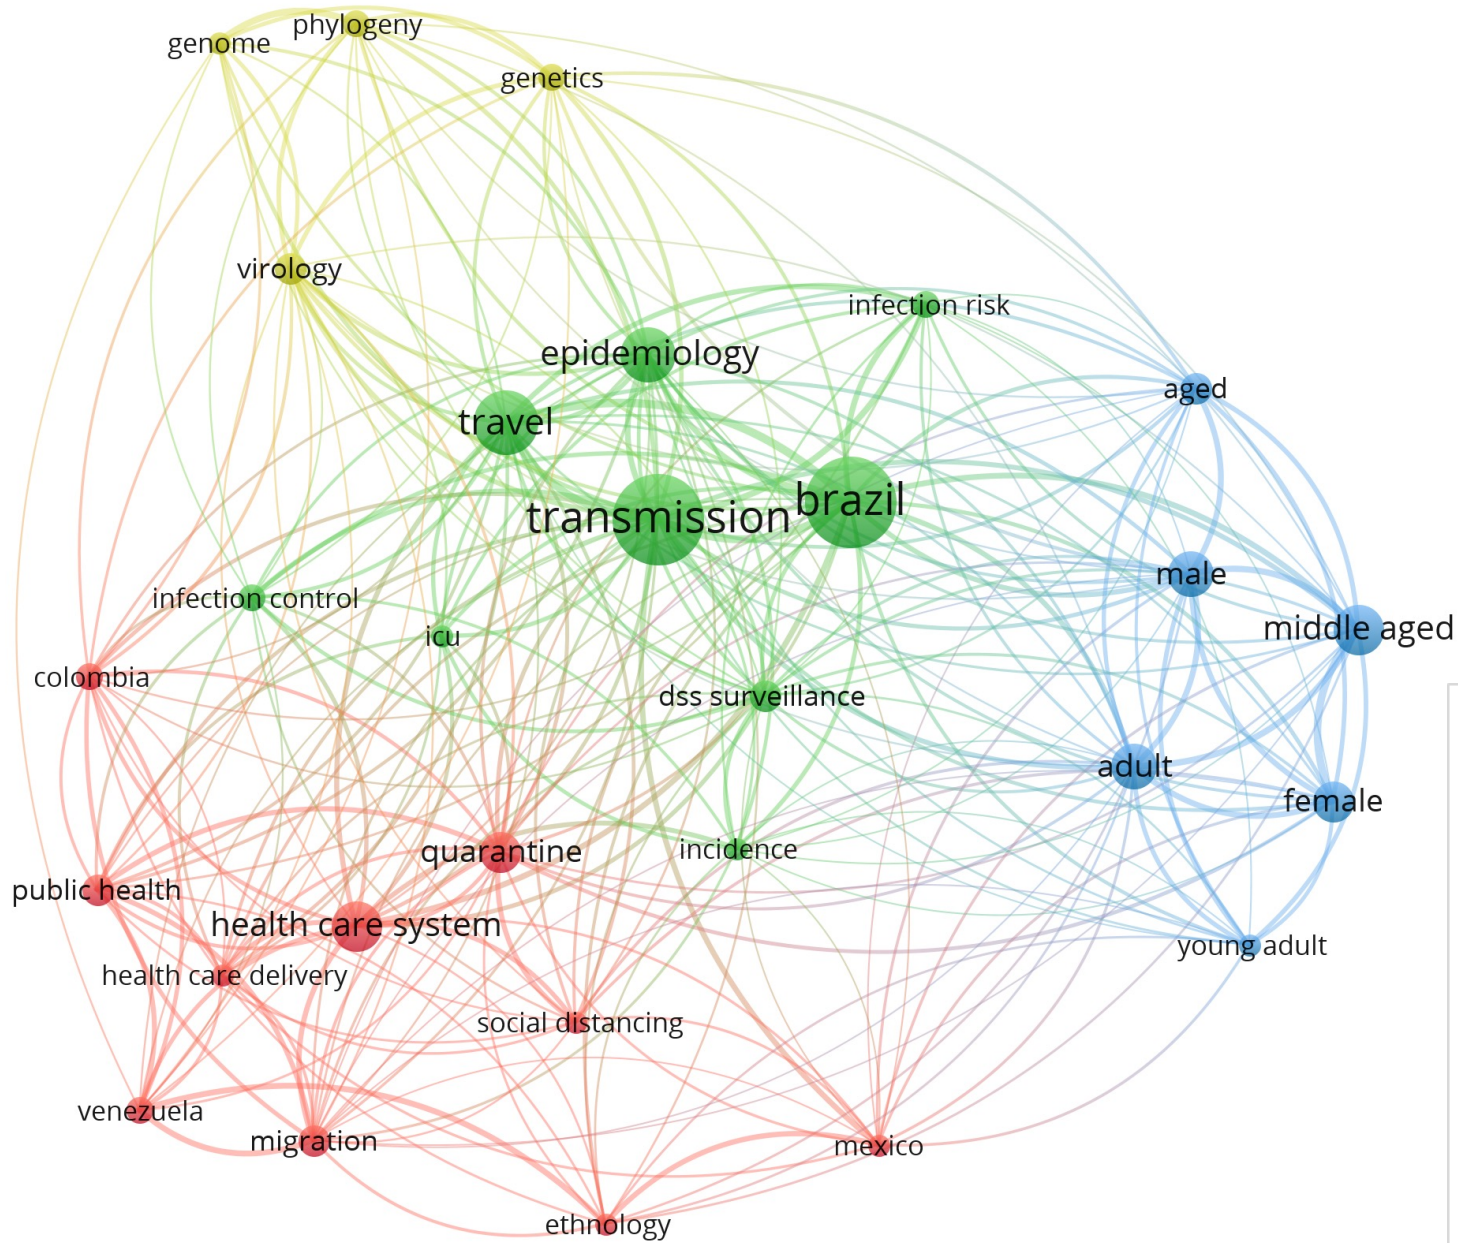 phylogeny
genome
genetics
virology
infection risk
epidemiology
aged
travel
brazil
transmission
male
infection control
middle aged
icu
colombia
dss surveillance
adult
female
incidence
quarantine
public health
health care system
young adult
health care delivery
social distancing
venezuela
migration
mexico
ethnology